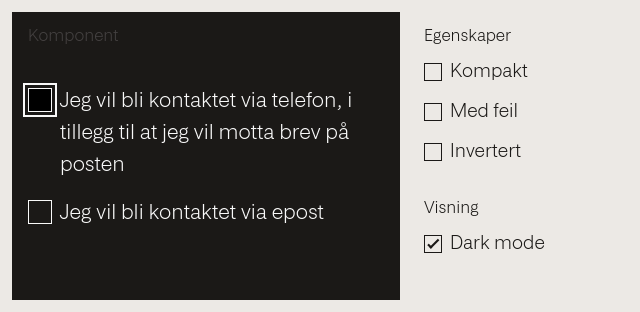 Komponent
Jeg vil bli kontaktet via telefon, i
tillegg til at jeg vil motta brev på
posten
Jeg vil bli kontaktet via epost
Egenskaper
Kompakt
Med feil
Invertert
Visning
Dark mode